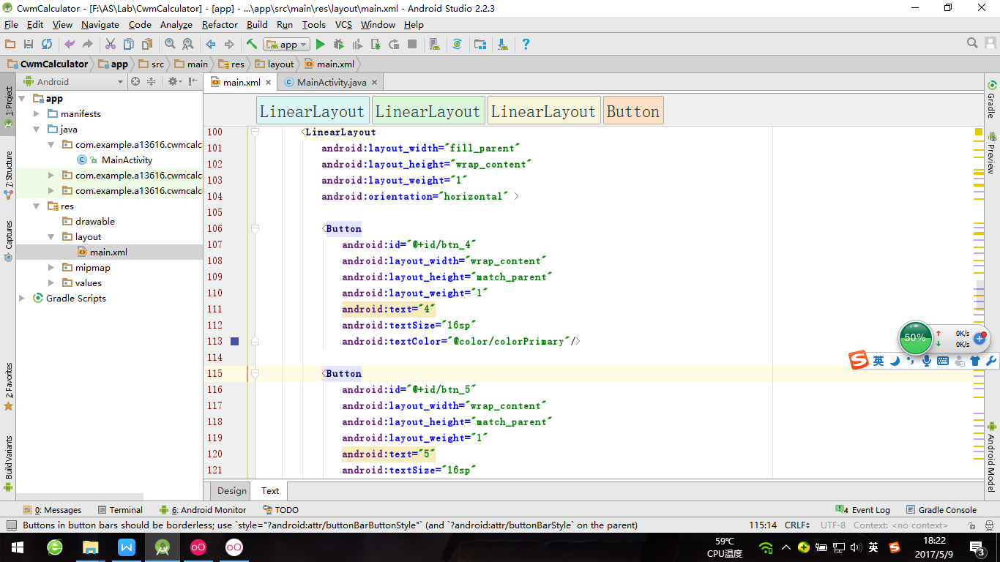 CwmCalculator - [F:\AS\Lab\CwmCalculator] - [app] - ...\app\src\main\res\layout\main.xml - Android Studio 2.2.3
File Edit View Navigate Code Analyze Refactor Build Run Tools VCS Window Help
app
CwmCalculator app src main res layout main.xml
Android
main.xml MainActivity.java
LinearLayout LinearLayout LinearLayout Button
1: Project
7: Structure
Captures
2: Favorites
Build Variants
app
manifests
java
com.example.a13616.cwmcalc
MainActivity
com.example.a13616.cwmcalc
com.example.a13616.cwmcalc
res
drawable
layout
main.xml
mipmap
values
Gradle Scripts
100 <LinearLayout
101 android:layout_width="fill_parent"
102 android:layout_height="wrap_content"
103 android:layout_weight="1"
104 android:orientation="horizontal" >
105
106 <Button
107 android:id="@+id/btn_4"
108 android:layout_width="wrap_content"
109 android:layout_height="match_parent"
110 android:layout_weight="1"
111 android:text="4"
112 android:textSize="16sp"
113 android:textColor="@color/colorPrimary"/>
114
115 <Button
116 android:id="@+id/btn_5"
117 android:layout_width="wrap_content"
118 android:layout_height="match_parent"
119 android:layout_weight="1"
120 android:text="5"
121 android:textSize="16sp"
Gradle
Preview
Android Model
50% 0K/s
0K/s
S 英
Design Text
0: Messages Terminal 6: Android Monitor TODO 4 Event Log Gradle Console
Buttons in button bars should be borderless; use `style="?android:attr/buttonBarButtonStyle"` (and `?android:attr/buttonBarStyle` on the parent) 115:14 CRLF UTF-8 Context: <no context>
59℃
CPU温度
英
S
18:22
2017/5/9
3